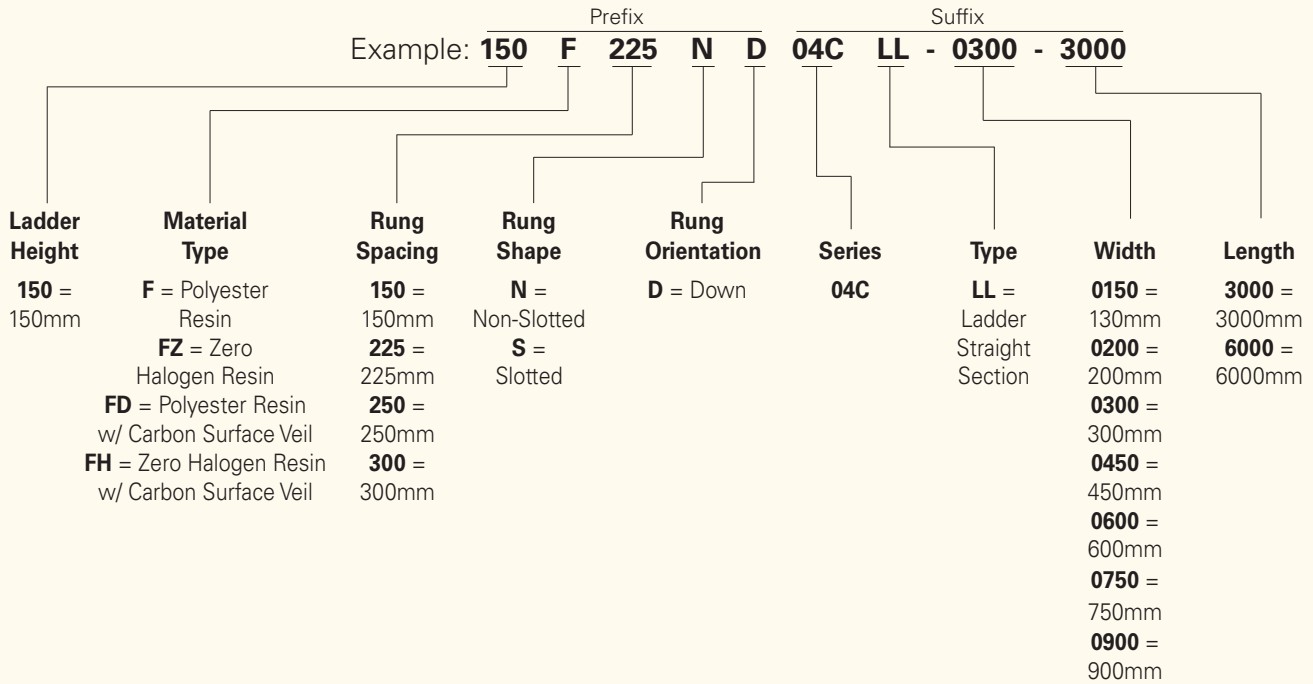 Prefix Suffix
Example: 150 F 225 N D 04C LL - 0300 - 3000
Ladder
Height
150 =
150mm
Material
Type
F = Polyester
Resin
FZ = Zero
Halogen Resin
FD = Polyester Resin
w/ Carbon Surface Veil
FH = Zero Halogen Resin
w/ Carbon Surface Veil
Rung
Spacing
150 =
150mm
225 =
225mm
250 =
250mm
300 =
300mm
Rung
Shape
N =
Non-Slotted
S =
Slotted
Rung
Orientation
D = Down
Series
04C
Type
LL =
Ladder
Straight
Section
Width
0150 =
130mm
0200 =
200mm
0300 =
300mm
0450 =
450mm
0600 =
600mm
0750 =
750mm
0900 =
900mm
Length
3000 =
3000mm
6000 =
6000mm